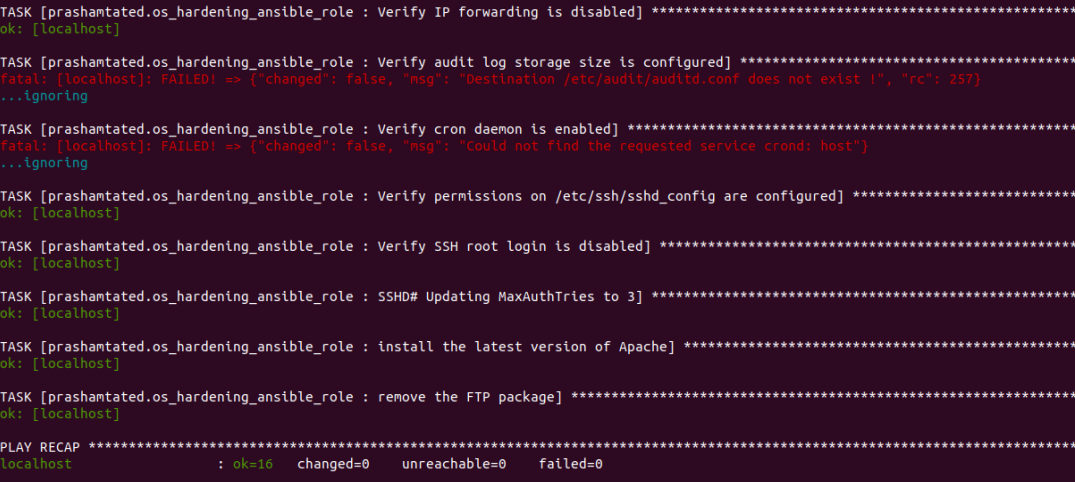 TASK [prashamtated.os_hardening_ansible_role : Verify IP forwarding is disabled] *****************************************************
ok: [localhost]
TASK [prashamtated.os_hardening_ansible_role : Verify audit log storage size is configured] ******************************************
fatal: [localhost]: FAILED! => {"changed": false, "msg": "Destination /etc/audit/auditd.conf does not exist !", "rc": 257}
...ignoring
TASK [prashamtated.os_hardening_ansible_role : Verify cron daemon is enabled] ********************************************************
fatal: [localhost]: FAILED! => {"changed": false, "msg": "Could not find the requested service crond: host"}
...ignoring
TASK [prashamtated.os_hardening_ansible_role : Verify permissions on /etc/ssh/sshd_config are configured] ****************************
ok: [localhost]
TASK [prashamtated.os_hardening_ansible_role : Verify SSH root login is disabled] ****************************************************
ok: [localhost]
TASK [prashamtated.os_hardening_ansible_role : SSHD# Updating MaxAuthTries to 3] *****************************************************
ok: [localhost]
TASK [prashamtated.os_hardening_ansible_role : install the latest version of Apache] *************************************************
ok: [localhost]
TASK [prashamtated.os_hardening_ansible_role : remove the FTP package] ***************************************************************
ok: [localhost]
PLAY RECAP ***************************************************************************************************************************
localhost : ok=16 changed=0 unreachable=0 failed=0